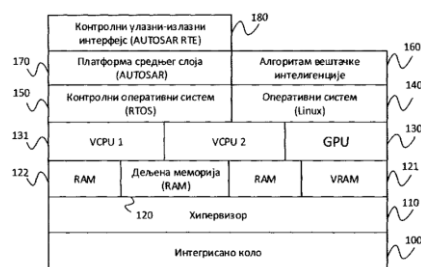 180
Контролни улазни-излазни
интерфејс (AUTOSAR RTE)
170
Платформа средњег слоја
(AUTOSAR)
Алгоритам вештачке
интелигенције
160
150
Контролни оперативни систем
(RTOS)
Оперативни систем
(Linux)
140
131
VCPU 1
VCPU 2
GPU
130
122
RAM
Дељена меморија
(RAM)
RAM
VRAM
121
120
Хипервизор
110
Интегрисано коло
100